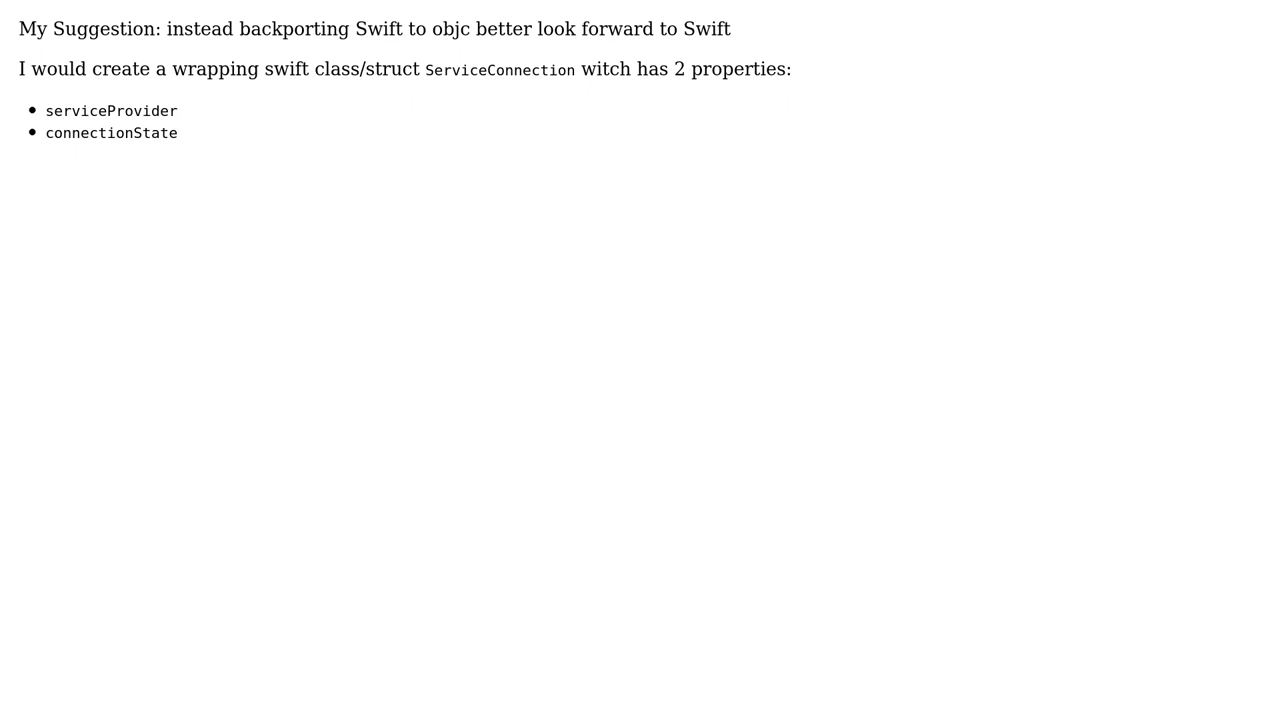 My Suggestion: instead backporting Swift to objc better look forward to Swift
I would create a wrapping swift class/struct ServiceConnection witch has 2 properties:
• serviceProvider
• connectionState